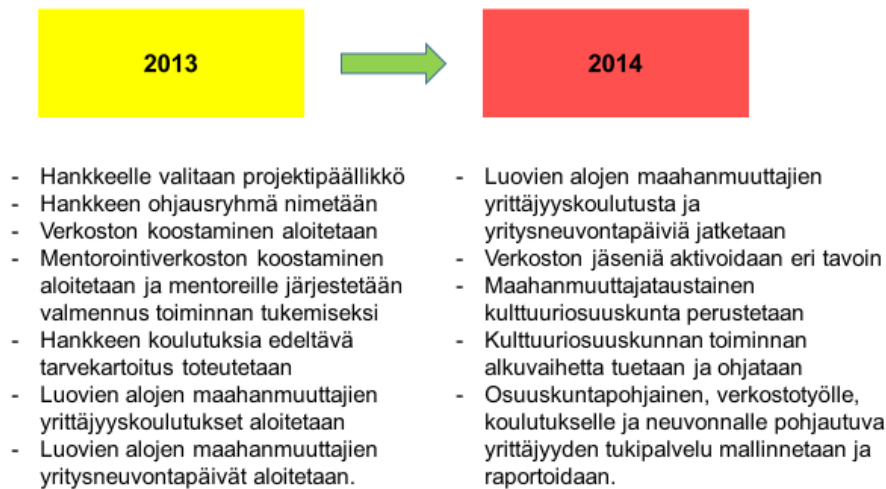 2013
2014
- Hankkeelle valitaan projektipäällikkö
- Hankkeen ohjausryhmä nimetään
- Verkoston koostaminen aloitetaan
- Mentorointiverkoston koostaminen
aloitetaan ja mentoreille järjestetään
valmennus toiminnan tukemiseksi
- Hankkeen koulutuksia edeltävä
tarvekartoitus toteutetaan
- Luovien alojen maahanmuuttajien
yrittäjyyskoulutukset aloitetaan
- Luovien alojen maahanmuuttajien
yritysneuvontapäivät aloitetaan.
- Luovien alojen maahanmuuttajien
yrittäjyyskoulutusta ja
yritysneuvontapäiviä jatketaan
- Verkoston jäseniä aktivoidaan eri tavoin
- Maahanmuuttajataustainen
kulttuuriosuuskunta perustetaan
- Kulttuuriosuuskunnan toiminnan
alkuvaihetta tuetaan ja ohjataan
- Osuuskuntapohjainen, verkostotyölle,
koulutukselle ja neuvonnalle pohjautuva
yrittäjyyden tukipalvelu mallinnetaan ja
raportoidaan.